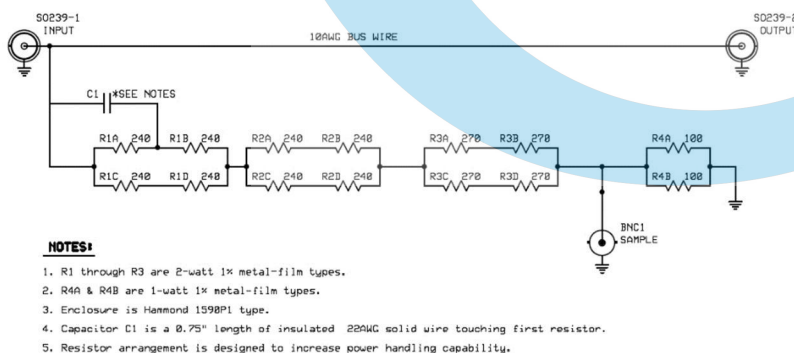 SO239-1
INPUT
SO239-2
OUTPUT
10AWG BUS WIRE
C1 *SEE NOTES
R1A 240 R1B 240 R2A 240 R2B 240 R3A 270 R3B 270 R4A 100
R1C 240 R1D 240 R2C 240 R2D 240 R3C 270 R3D 270 R4B 100
BNC1
SAMPLE
NOTES:
1. R1 through R3 are 2-watt 1% metal-film types.
2. R4A & R4B are 1-watt 1% metal-film types.
3. Enclosure is Hammond 1590P1 type.
4. Capacitor C1 is a 0.75" length of insulated 22AWG solid wire touching first resistor.
5. Resistor arrangement is designed to increase power handling capability.